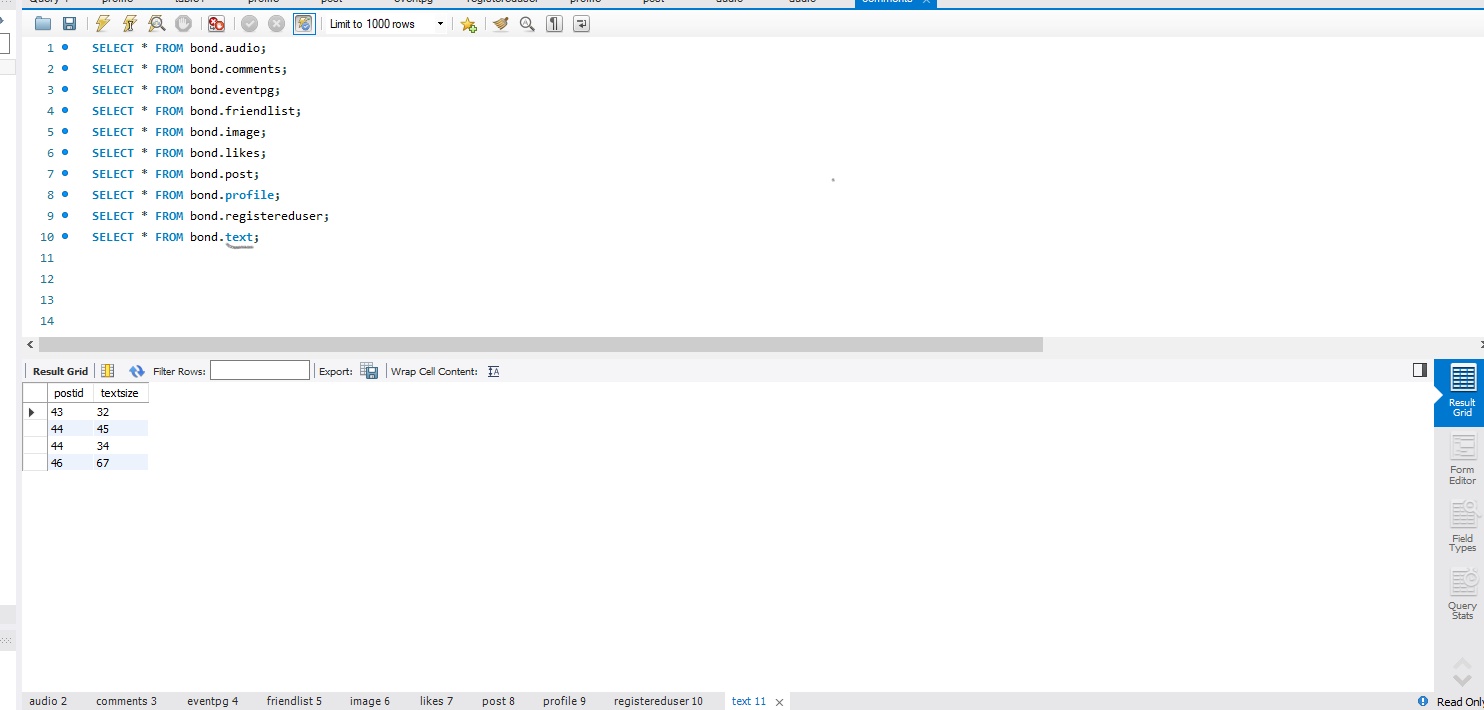 Limit to 1000 rows
1 SELECT * FROM bond.audio;
2 SELECT * FROM bond.comments;
3 SELECT * FROM bond.eventpg;
4 SELECT * FROM bond.friendlist;
5 SELECT * FROM bond.image;
6 SELECT * FROM bond.likes;
7 SELECT * FROM bond.post;
8 SELECT * FROM bond.profile;
9 SELECT * FROM bond.registereduser;
10 SELECT * FROM bond.text;
11
12
13
14
Result Grid Filter Rows: Export: Wrap Cell Content:
postid textsize
43 32
44 45
44 34
46 67
Result
Grid
Form
Editor
Field
Types
Query
Stats
audio 2 comments 3 eventpg 4 friendlist 5 image 6 likes 7 post 8 profile 9 registereduser 10 text 11
Read Onl